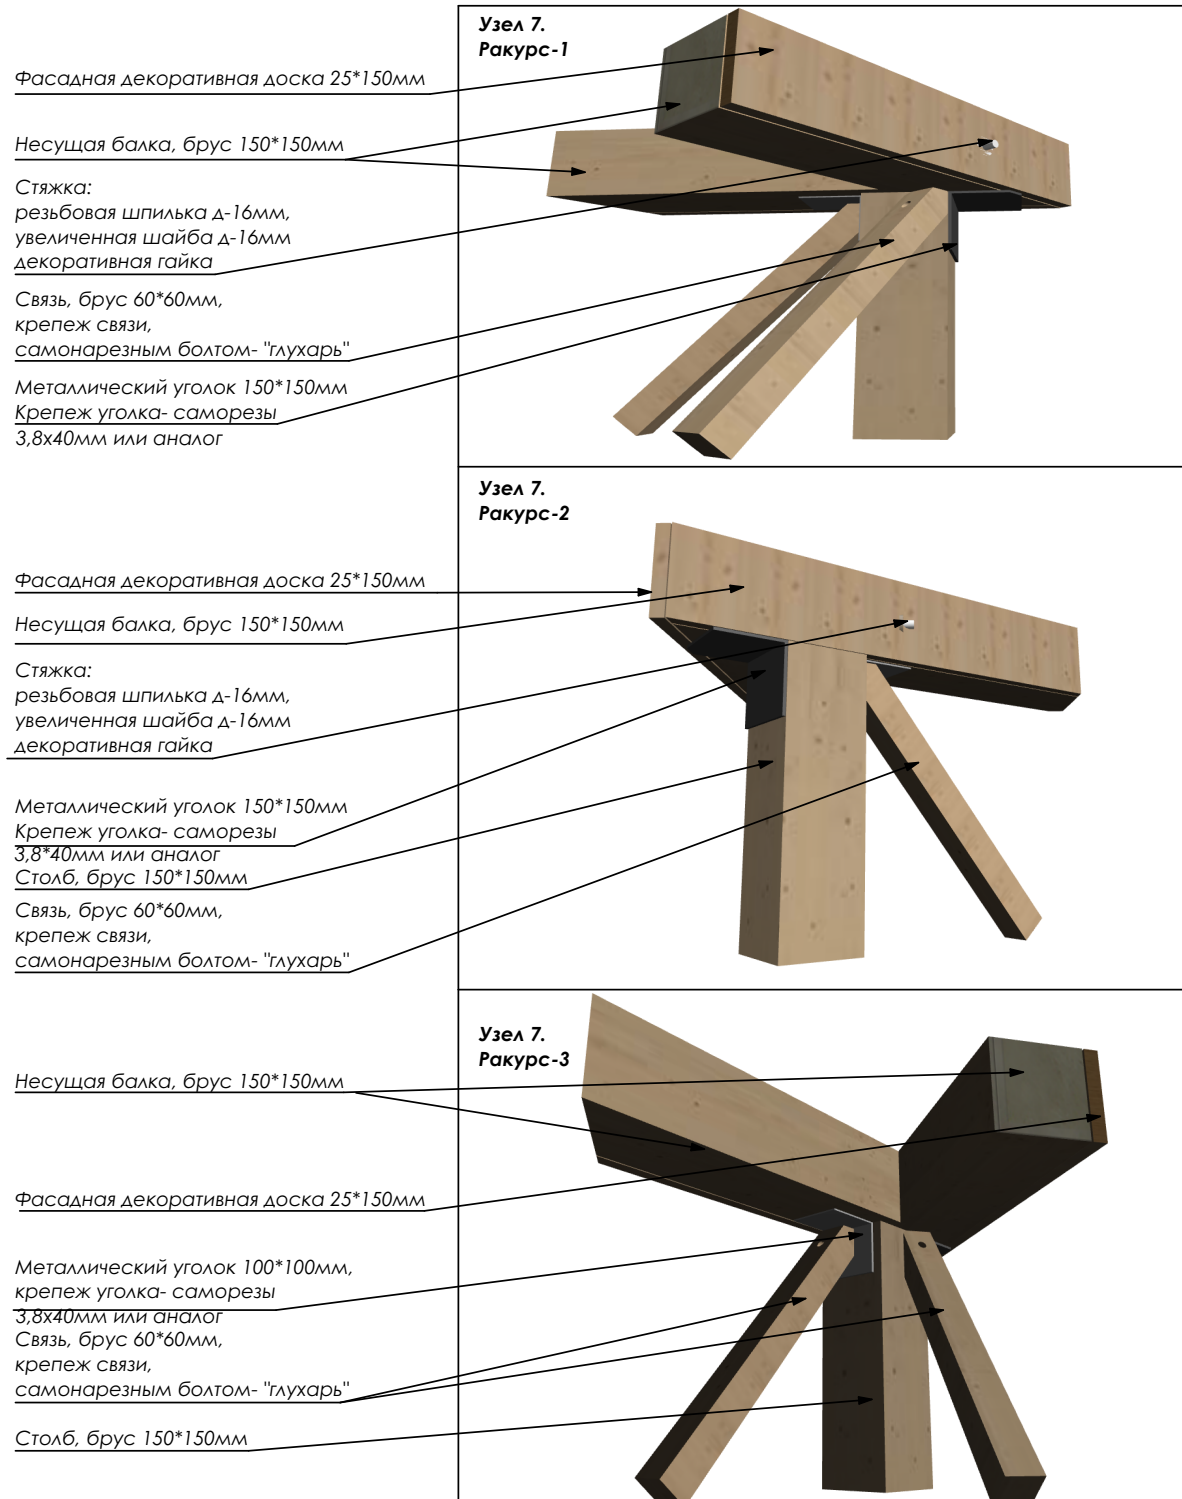 Узел 7.
Ракурс-1
Фасадная декоративная доска 25*150мм
Несущая балка, брус 150*150мм
Стяжка:
резьбовая шпилька д-16мм,
увеличенная шайба д-16мм
декоративная гайка
Связь, брус 60*60мм,
крепеж связи,
самонарезным болтом- "глухарь"
Металлический уголок 150*150мм
Крепеж уголка- саморезы
3,8х40мм или аналог
Узел 7.
Ракурс-2
Фасадная декоративная доска 25*150мм
Несущая балка, брус 150*150мм
Стяжка:
резьбовая шпилька д-16мм,
увеличенная шайба д-16мм
декоративная гайка
Металлический уголок 150*150мм
Крепеж уголка- саморезы
3,8*40мм или аналог
Столб, брус 150*150мм
Связь, брус 60*60мм,
крепеж связи,
самонарезным болтом- "глухарь"
Узел 7.
Ракурс-3
Несущая балка, брус 150*150мм
Фасадная декоративная доска 25*150мм
Металлический уголок 100*100мм,
крепеж уголка- саморезы
3,8х40мм или аналог
Связь, брус 60*60мм,
крепеж связи,
самонарезным болтом- "глухарь"
Столб, брус 150*150мм